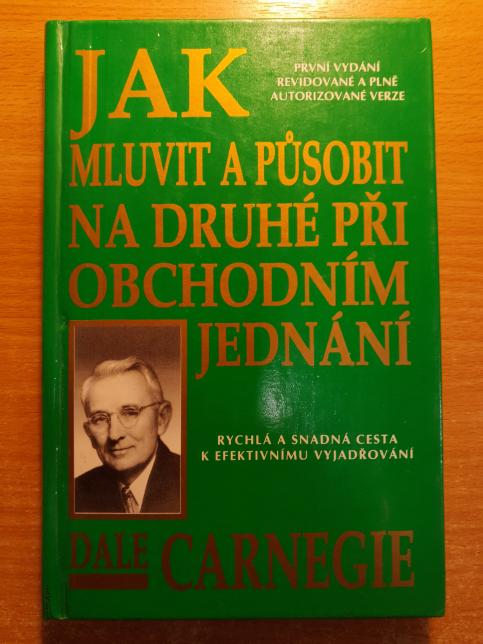 JAK
PRVNÍ VYDÁNÍ
REVIDOVANÉ A PLNĚ
AUTORIZOVANÉ VERZE
MLUVIT A PŮSOBIT
NA DRUHÉ PŘI
OBCHODNÍM
JEDNÁNÍ
RYCHLÁ A SNADNÁ CESTA
K EFEKTIVNÍMU VYJADŘOVÁNÍ
DALE CARNEGIE